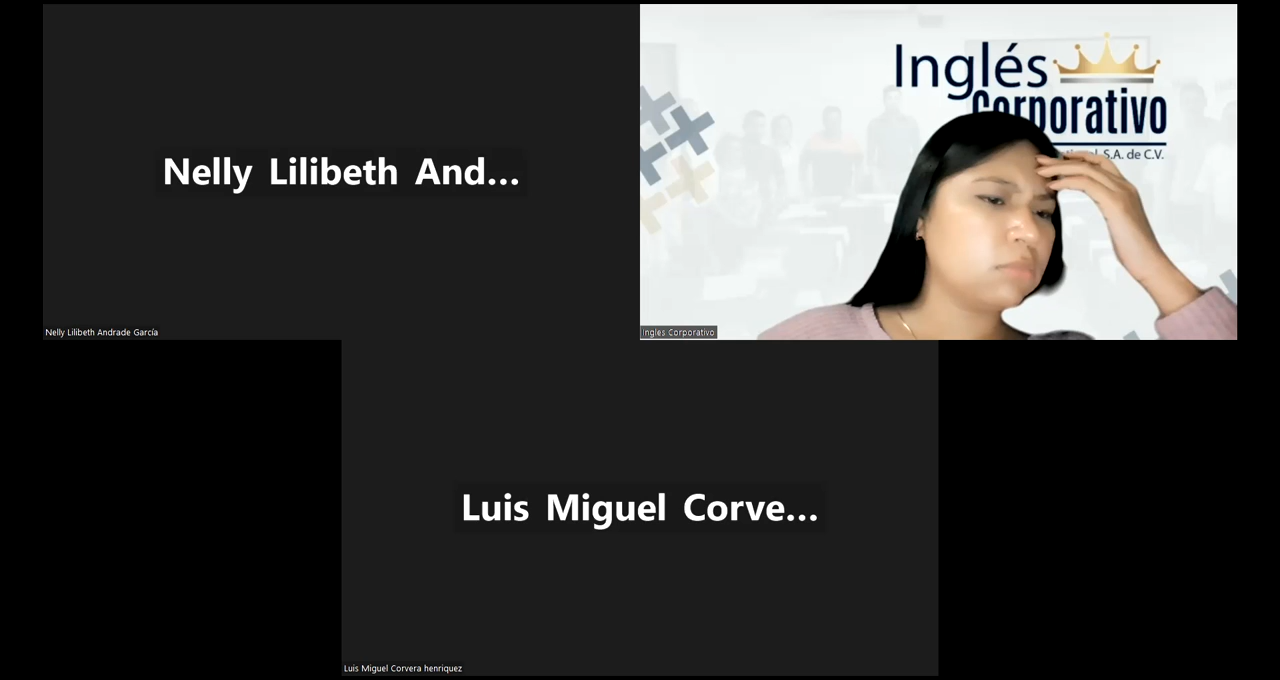 Nelly Lilibeth And...
Nelly Lilibeth Andrade García
Inglés
Corporativo
S.A. de C.V.
Ingles Corporativo
Luis Miguel Corve...
Luis Miguel Corvera henriquez